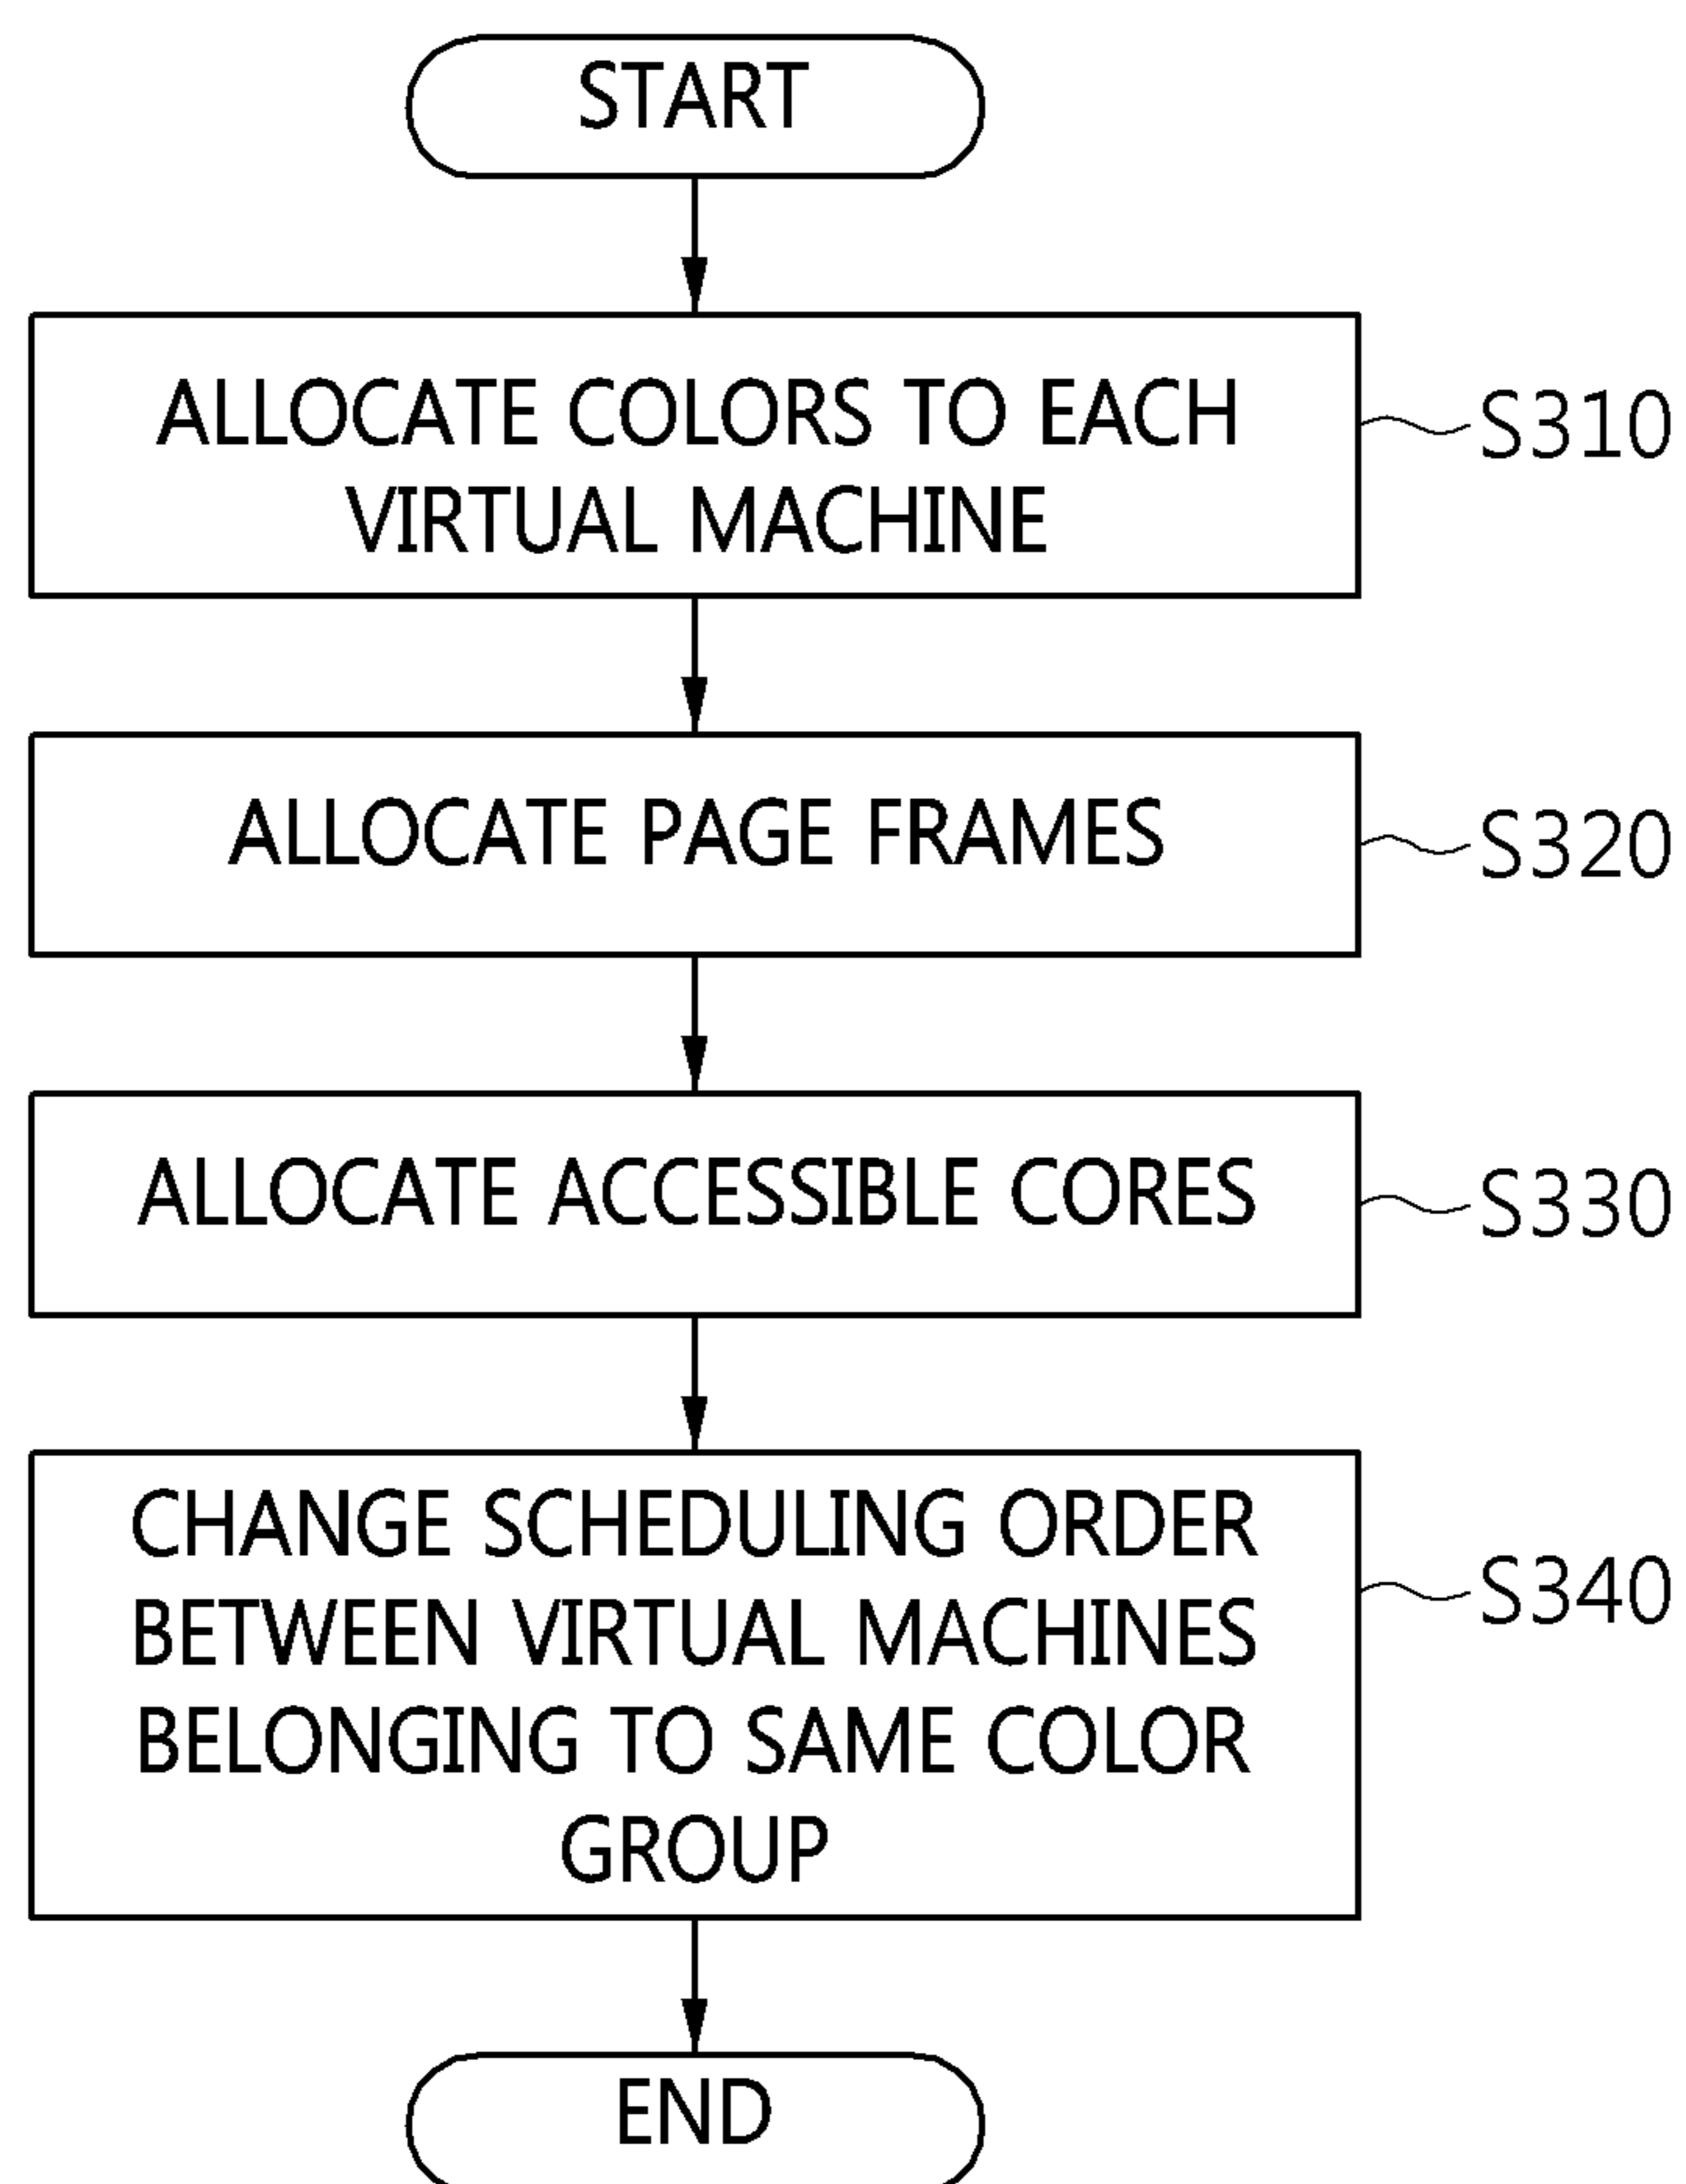 START
ALLOCATE COLORS TO EACH
VIRTUAL MACHINE
S310
ALLOCATE PAGE FRAMES
S320
ALLOCATE ACCESSIBLE CORES
S330
CHANGE SCHEDULING ORDER
BETWEEN VIRTUAL MACHINES
BELONGING TO SAME COLOR
GROUP
S340
END